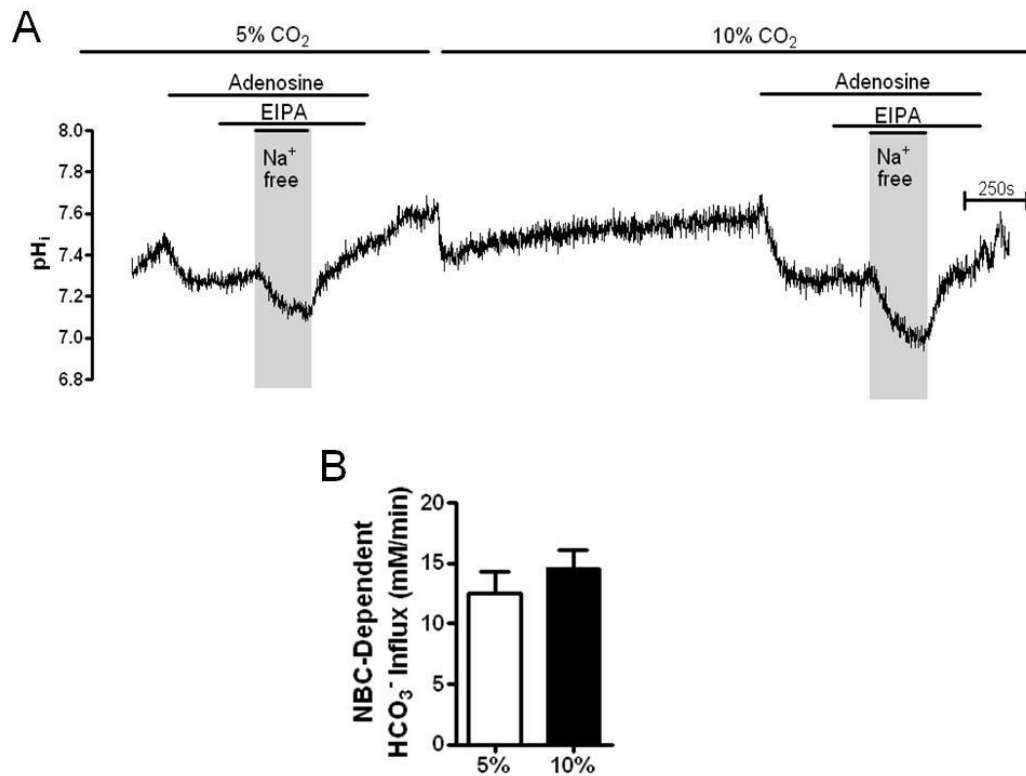 A
5% CO₂ 10% CO₂
Adenosine Adenosine
EIPA EIPA
8.0
Na⁺ Na⁺
free free
7.8
250s
7.6
7.4
7.2
7.0
6.8
pHᵢ
B
NBC-Dependent
HCO₃⁻ Influx (mM/min)
20
15
10
5
0
5% 10%